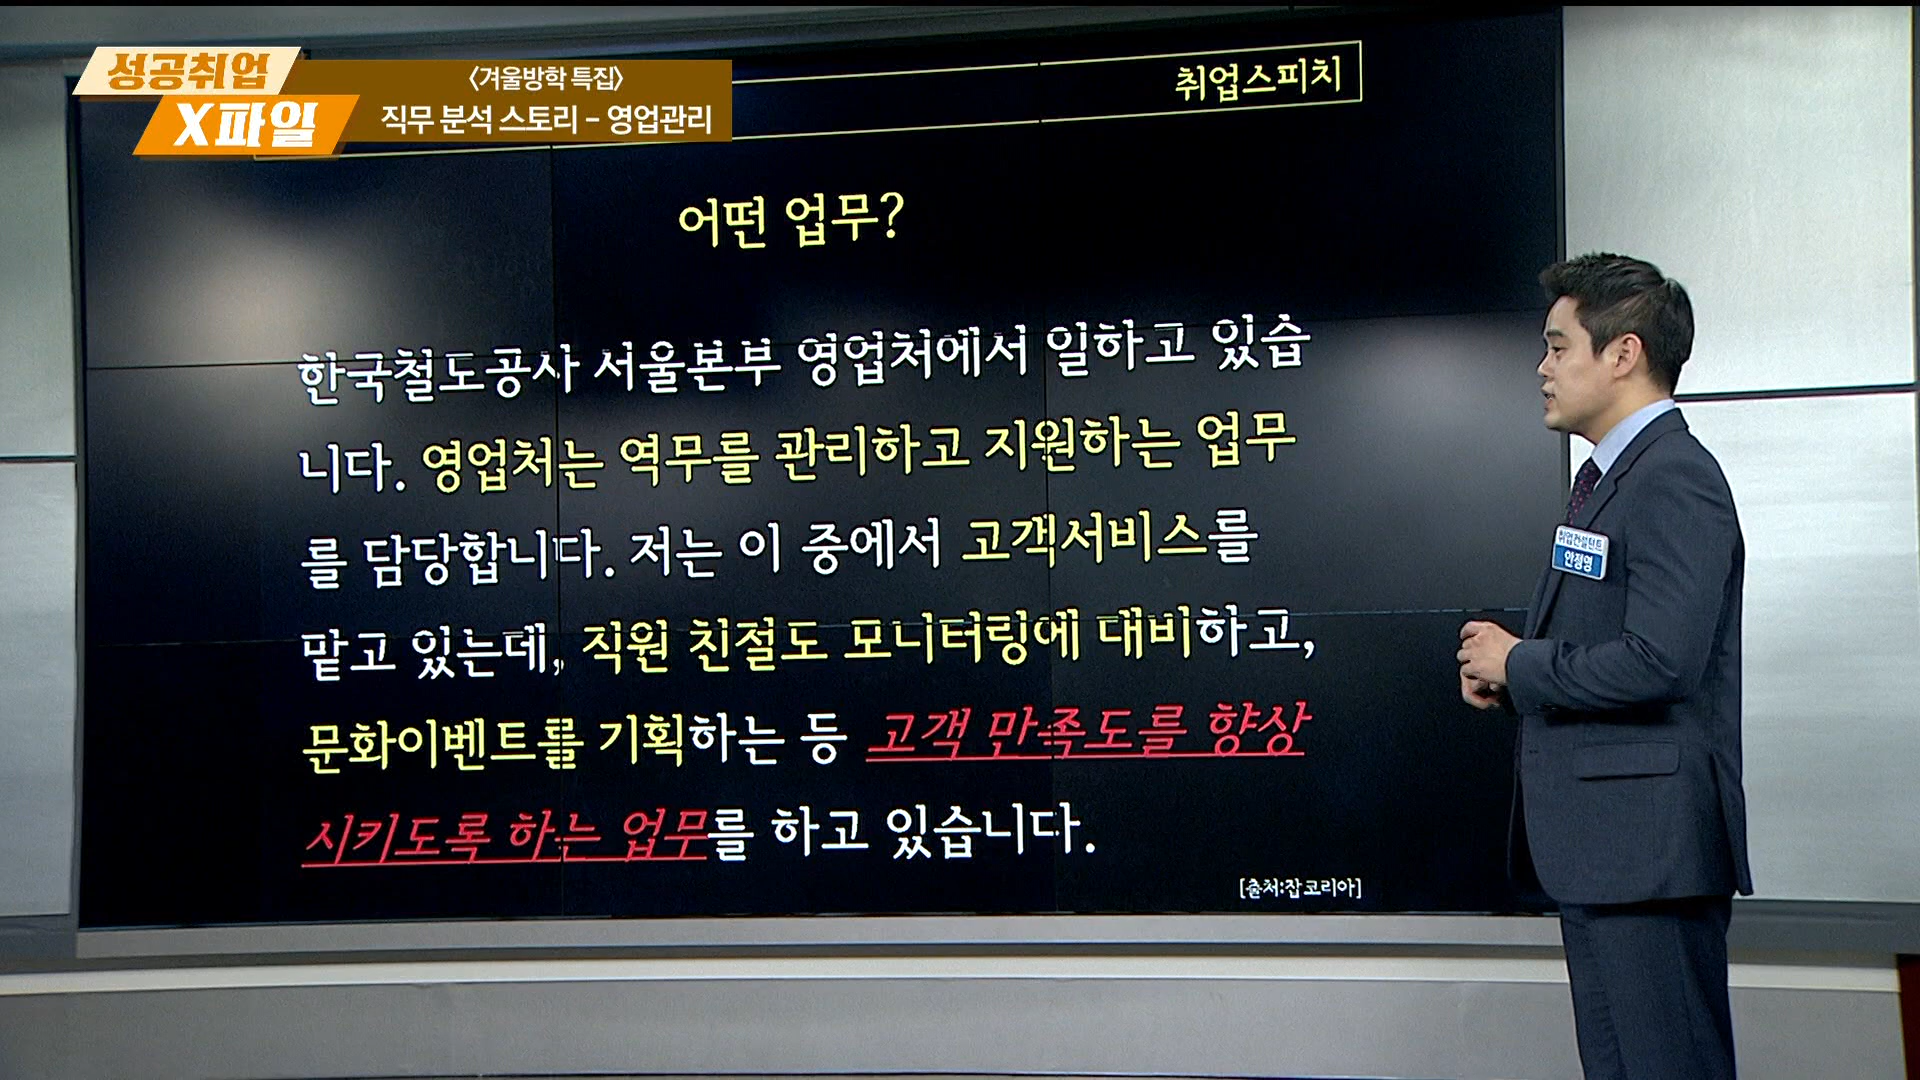 성공취업
X파일
〈겨울방학 특집〉
직무 분석 스토리 - 영업관리
취업스피치
어떤 업무?
한국철도공사 서울본부 영업처에서 일하고 있습
니다. 영업처는 역무를 관리하고 지원하는 업무
를 담당합니다. 저는 이 중에서 고객서비스를
맡고 있는데, 직원 친절도 모니터링에 대비하고,
문화이벤트를 기획하는 등 고객 만족도를 향상
시키도록 하는 업무를 하고 있습니다.
[출처:잡코리아]
취업컨설턴트
안정영